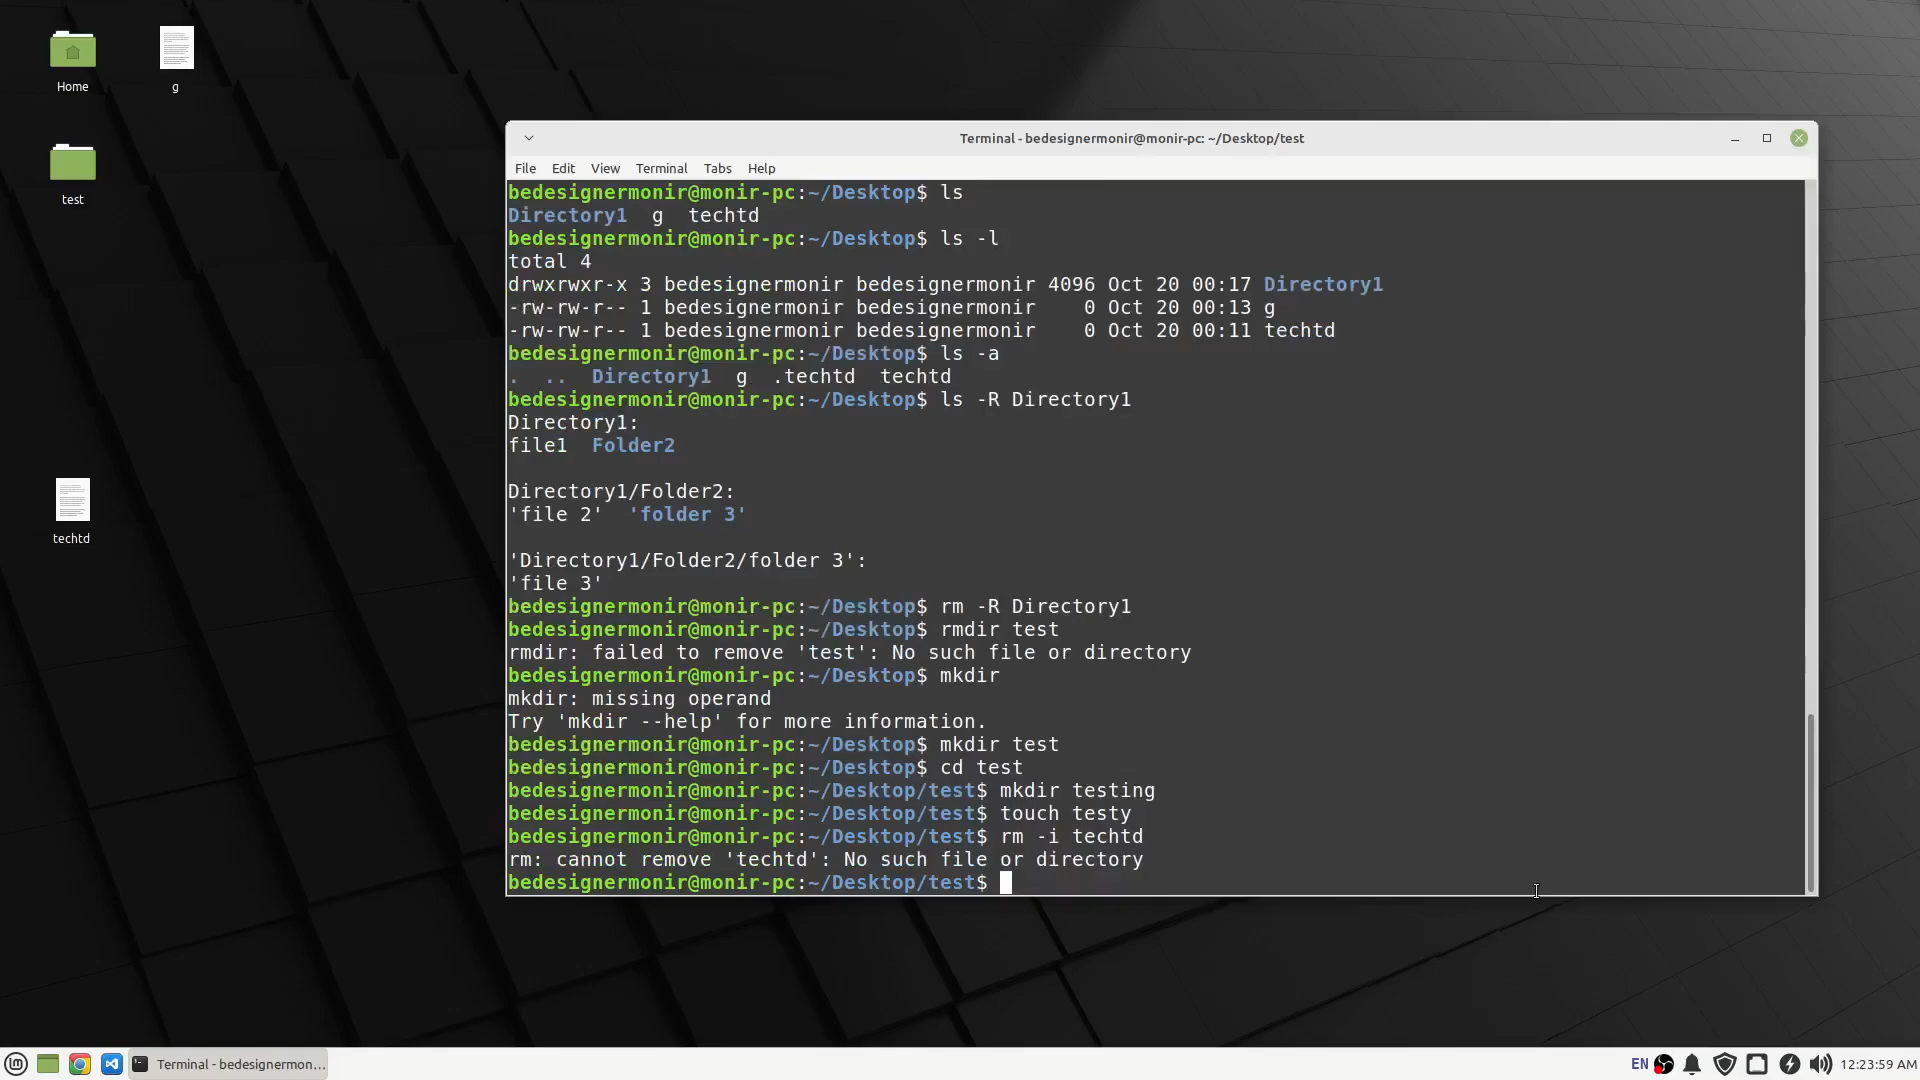 Home
g
test
techtd
Terminal - bedesignermonir@monir-pc: ~/Desktop/test
File Edit View Terminal Tabs Help
bedesignermonir@monir-pc:~/Desktop$ ls
Directory1  g  techtd
bedesignermonir@monir-pc:~/Desktop$ ls -l
total 4
drwxrwxr-x 3 bedesignermonir bedesignermonir 4096 Oct 20 00:17 Directory1
-rw-rw-r-- 1 bedesignermonir bedesignermonir    0 Oct 20 00:13 g
-rw-rw-r-- 1 bedesignermonir bedesignermonir    0 Oct 20 00:11 techtd
bedesignermonir@monir-pc:~/Desktop$ ls -a
.  ..  Directory1  g  .techtd  techtd
bedesignermonir@monir-pc:~/Desktop$ ls -R Directory1
Directory1:
file1  Folder2
Directory1/Folder2:
'file 2'  'folder 3'
'Directory1/Folder2/folder 3':
'file 3'
bedesignermonir@monir-pc:~/Desktop$ rm -R Directory1
bedesignermonir@monir-pc:~/Desktop$ rmdir test
rmdir: failed to remove 'test': No such file or directory
bedesignermonir@monir-pc:~/Desktop$ mkdir
mkdir: missing operand
Try 'mkdir --help' for more information.
bedesignermonir@monir-pc:~/Desktop$ mkdir test
bedesignermonir@monir-pc:~/Desktop$ cd test
bedesignermonir@monir-pc:~/Desktop/test$ mkdir testing
bedesignermonir@monir-pc:~/Desktop/test$ touch testy
bedesignermonir@monir-pc:~/Desktop/test$ rm -i techtd
rm: cannot remove 'techtd': No such file or directory
bedesignermonir@monir-pc:~/Desktop/test$
Terminal - bedesignermon...
EN
12:23:59 AM